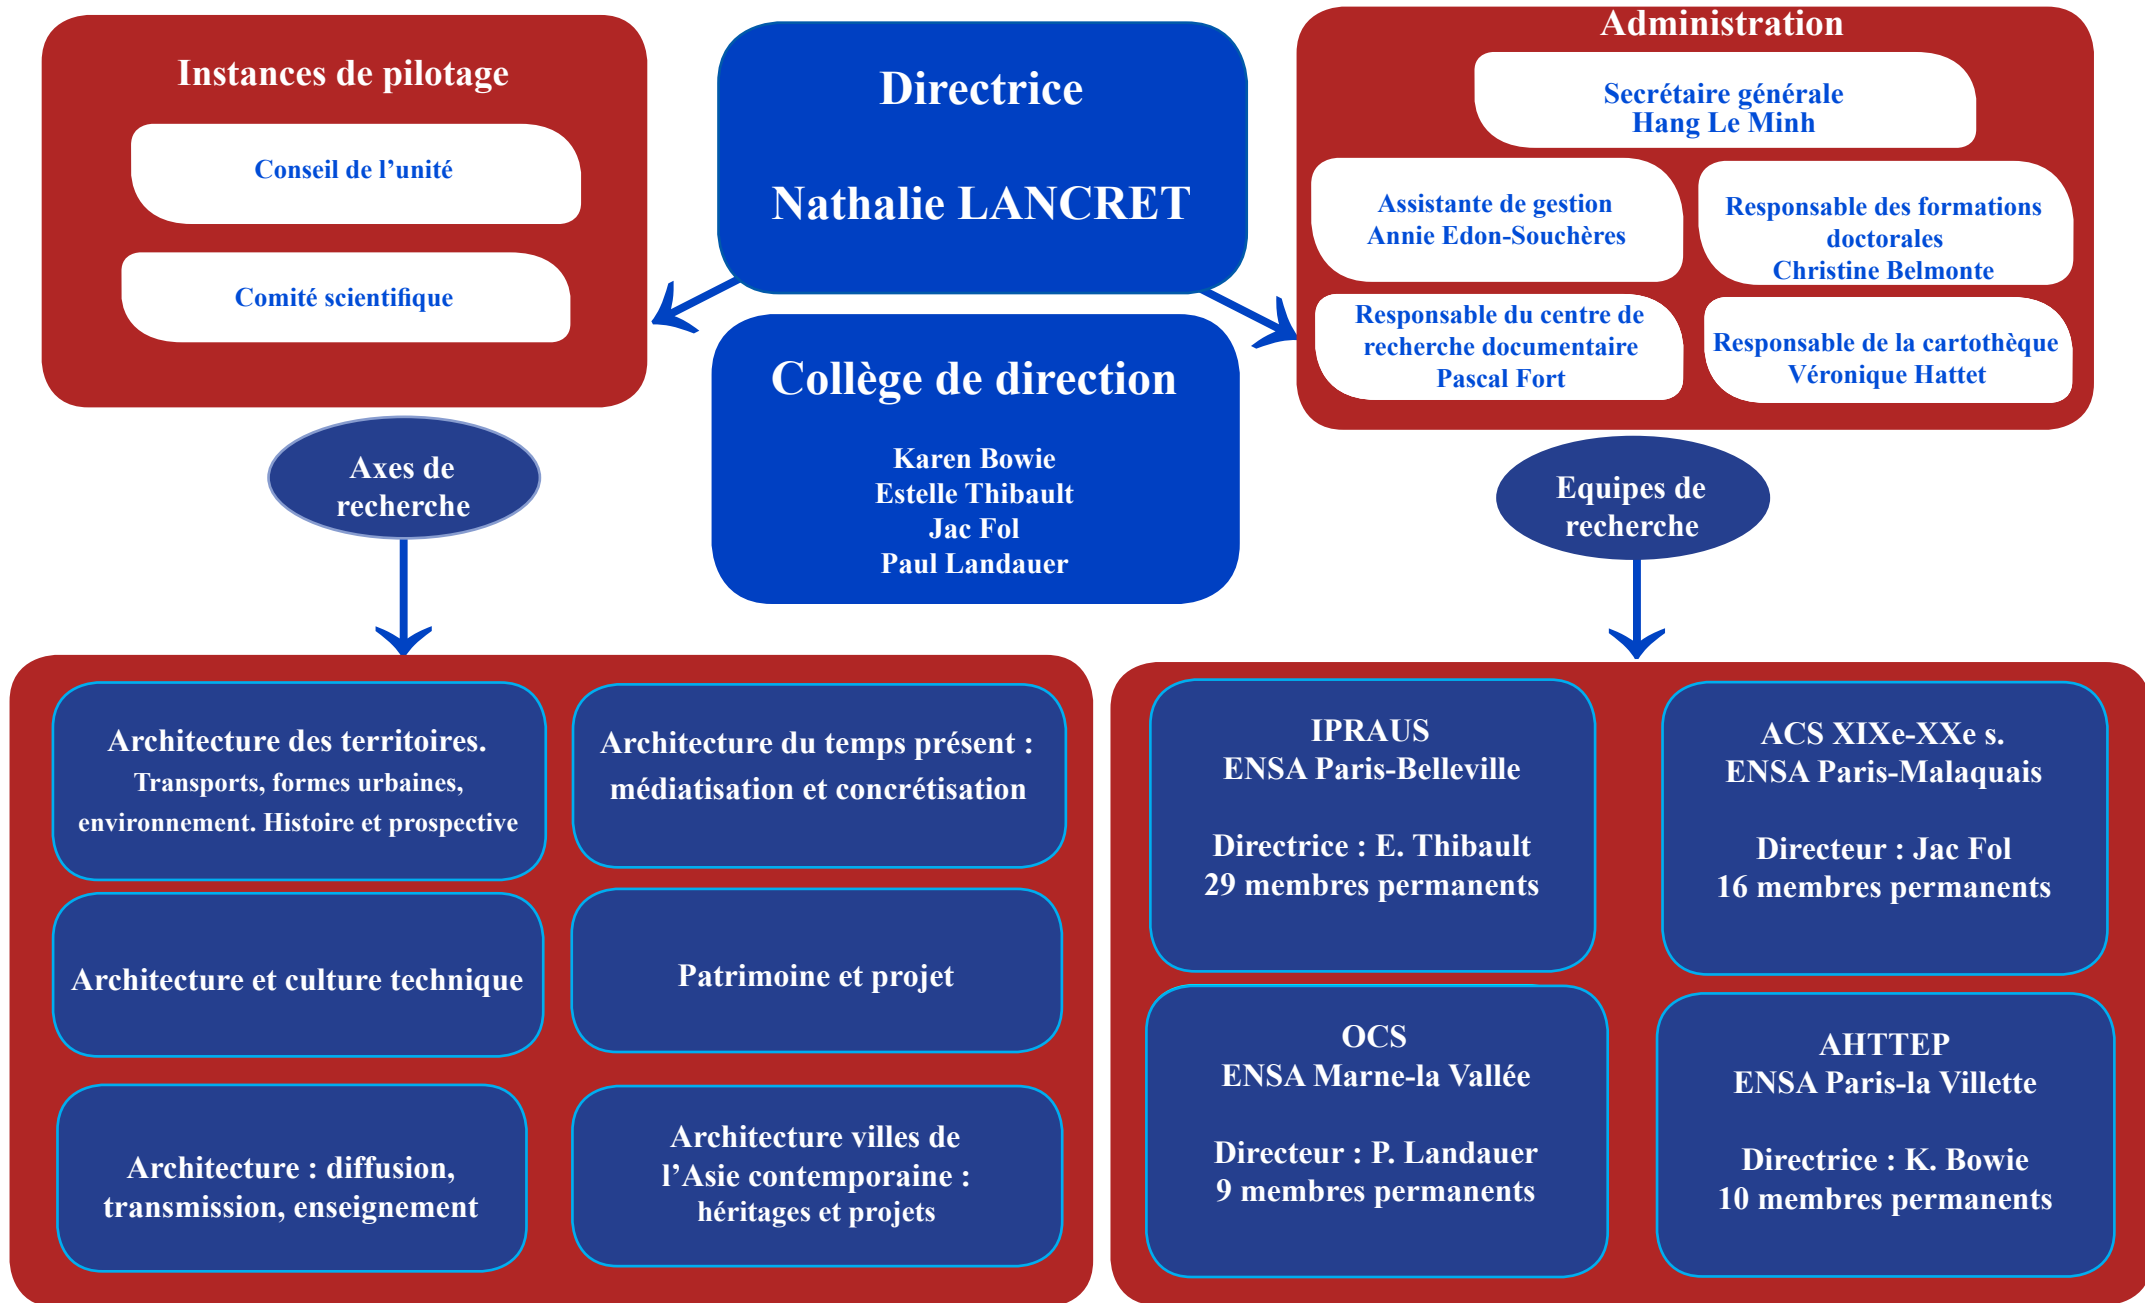 Instances de pilotage
Conseil de l’unité
Comité scientifique
Directrice
Nathalie LANCRET
Collège de direction
Karen Bowie
Estelle Thibault
Jac Fol
Paul Landauer
Administration
Secrétaire générale
Hang Le Minh
Assistante de gestion
Annie Edon-Souchères
Responsable des formations
doctorales
Christine Belmonte
Responsable du centre de
recherche documentaire
Pascal Fort
Responsable de la cartothèque
Véronique Hattet
Axes de
recherche
Architecture des territoires.
Transports, formes urbaines,
environnement. Histoire et prospective
Architecture du temps présent :
médiatisation et concrétisation
Architecture et culture technique
Patrimoine et projet
Architecture : diffusion,
transmission, enseignement
Architecture villes de
l’Asie contemporaine :
héritages et projets
Equipes de
recherche
IPRAUS
ENSA Paris-Belleville
Directrice : E. Thibault
29 membres permanents
ACS XIXe-XXe s.
ENSA Paris-Malaquais
Directeur : Jac Fol
16 membres permanents
OCS
ENSA Marne-la Vallée
Directeur : P. Landauer
9 membres permanents
AHTTEP
ENSA Paris-la Villette
Directrice : K. Bowie
10 membres permanents